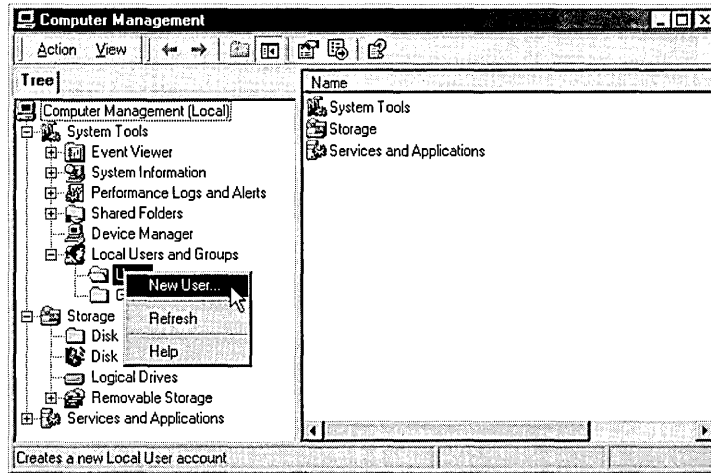 Computer Management
Action View
Tree
Computer Management (Local)
System Tools
Event Viewer
System Information
Performance Logs and Alerts
Shared Folders
Device Manager
Local Users and Groups
New User...
Refresh
Help
Storage
Disk
Disk
Logical Drives
Removable Storage
Services and Applications
Name
System Tools
Storage
Services and Applications
Creates a new Local User account